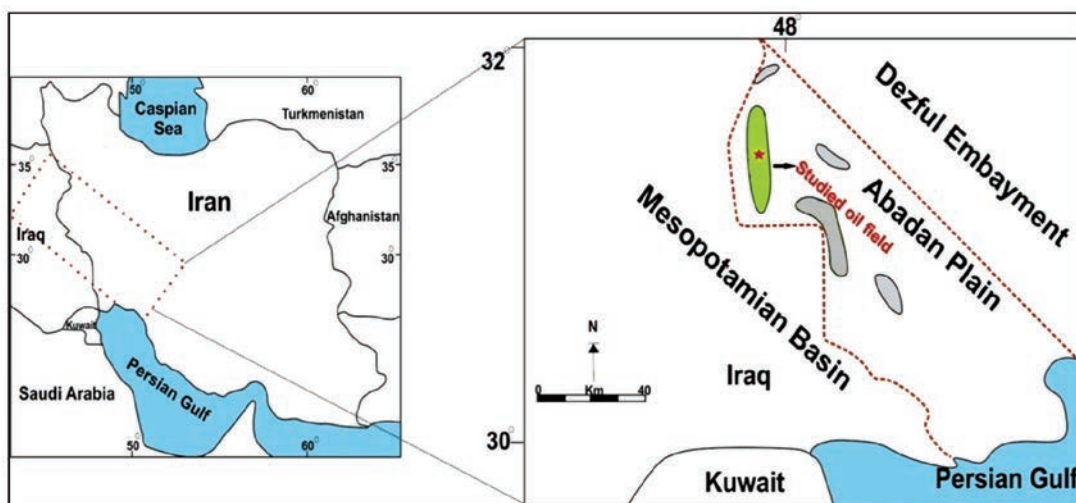 50°
60°
Caspian
Sea
Turkmenistan
35°
Iran
Afghanistan
Iraq
30°
30°
Kuwait
Saudi Arabia
Persian Gulf
50°
60°
48
32
Dezful Embayment
Abadan Plain
Studied oil field
Mesopotamian Basin
N
0 Km 40
Iraq
30
Kuwait
Persian Gulf